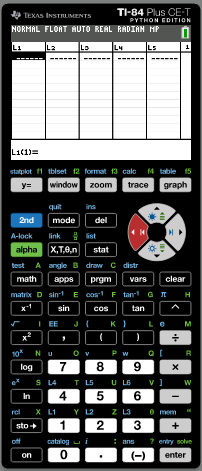 TEXAS INSTRUMENTS TI-84 Plus CE-T
PYTHON EDITION
NORMAL FLOAT AUTO REAL RADIAN MP
L1 L2 L3 L4 L5 1
------ ------ ------ ------ ------
L1(1)=
statplot f1 tblset f2 format f3 calc f4 table f5
y= window zoom trace graph
quit ins
2nd mode del
A-lock link list
alpha X,T,θ,n stat
test A angle B draw C distr
math apps prgm vars clear
matrix D sin⁻¹ E cos⁻¹ F tan⁻¹ G π H
x⁻¹ sin cos tan ^
√ I EE J { K } L e M
x² , ( ) ÷
10ˣ N u O v P w Q [ R
log 7 8 9 ×
eˣ S L4 T L5 U L6 V ] W
ln 4 5 6 −
rcl X L1 Y L2 Z L3 θ mem "
sto→ 1 2 3 +
off catalog ⎵ i : ans ? entry solve
on 0 . (−) enter